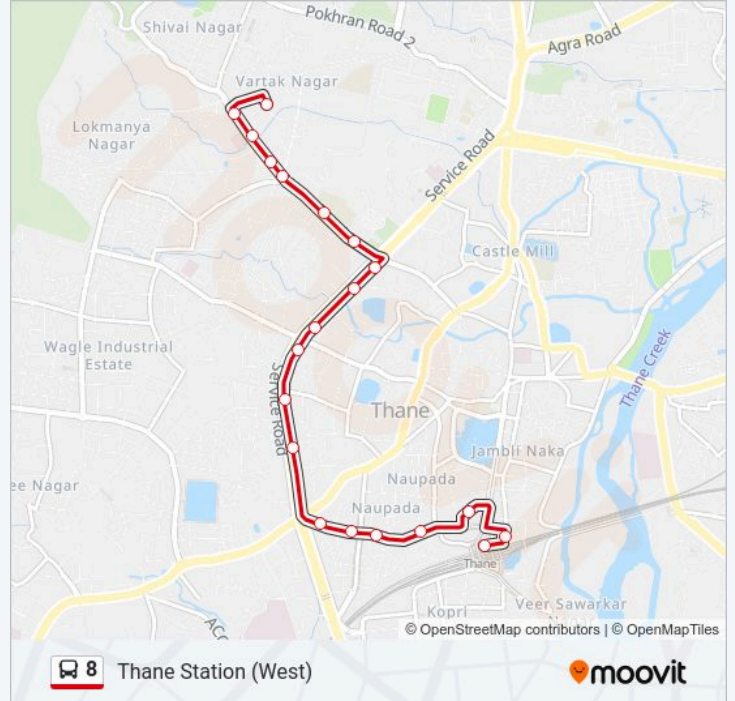 Shivai Nagar
Pokhran Road 2
Agra Road
Vartak Nagar
Lokmanya
Nagar
Service Road
Castle Mill
Wagle Industrial
Estate
Service Road
Thane Creek
Thane
Jambli Naka
Naupada
ee Nagar
Naupada
Thane
Kopri
Veer Sawarkar
© OpenStreetMap contributors | © OpenMapTiles
8 Thane Station (West)
moovit